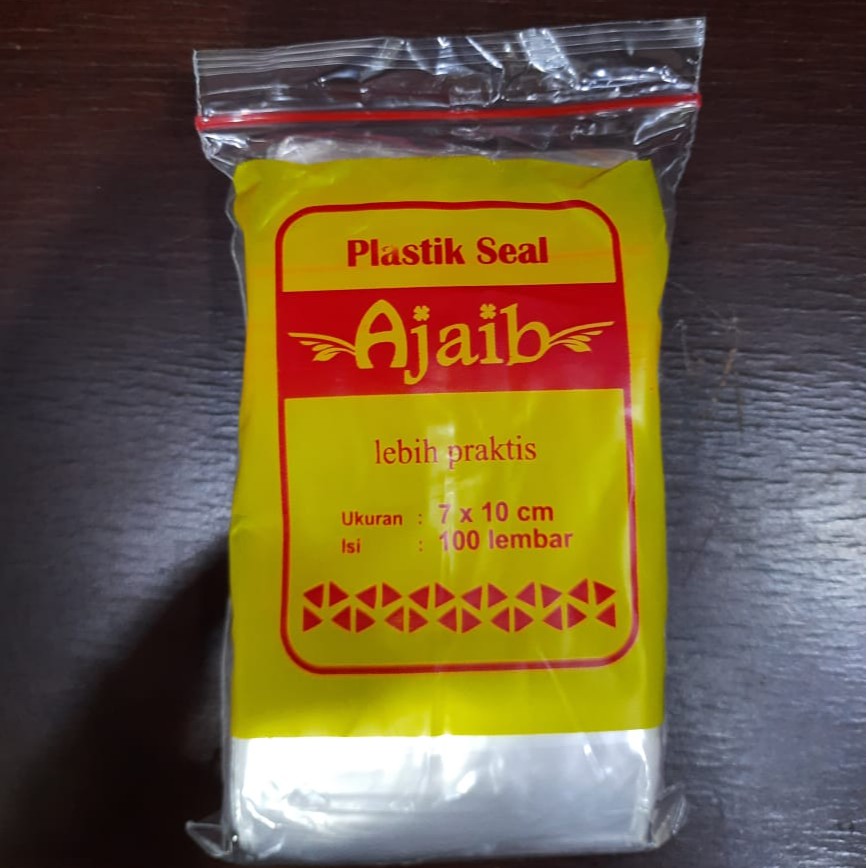 Plastik Seal
Ajaib
lebih praktis
Ukuran : 7 x 10 cm
Isi : 100 lembar